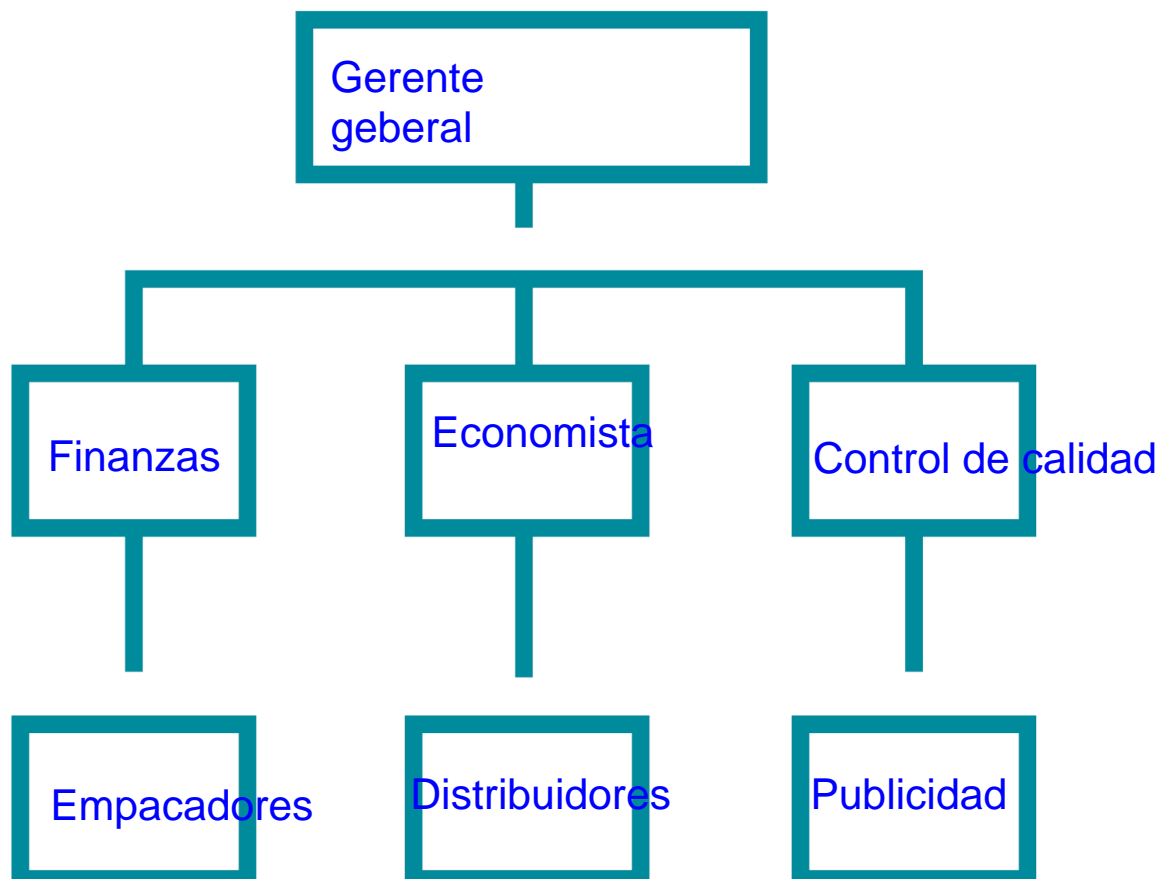 Gerente
geberal
Finanzas
Economista
Control de calidad
Empacadores
Distribuidores
Publicidad